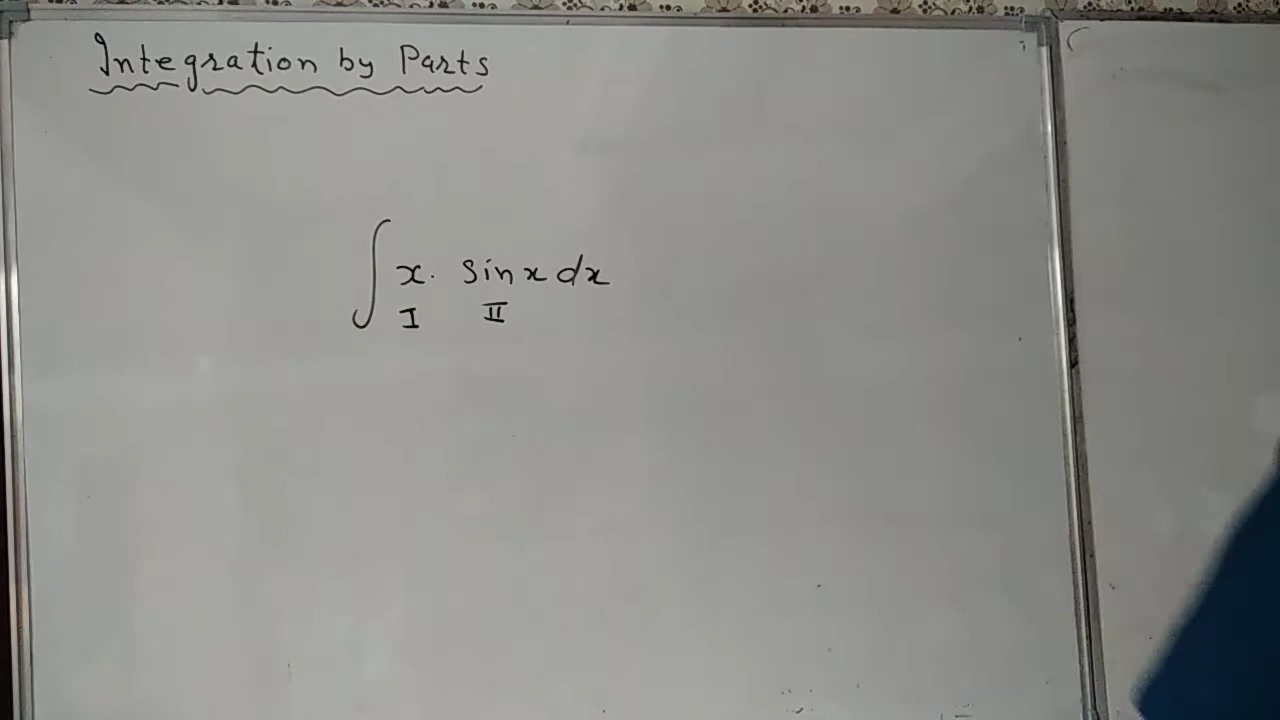 Integration by Parts
∫ x. sin x dx
I II